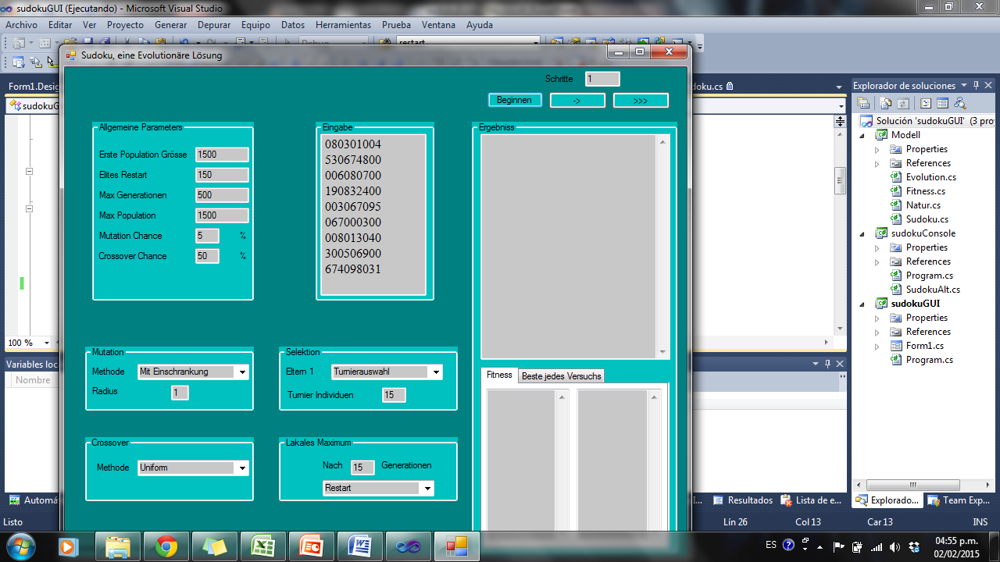 sudokuGUI (Ejecutando) - Microsoft Visual Studio
Archivo Editar Ver Proyecto Generar Depurar Equipo Datos Herramientas Prueba Ventana Ayuda
Debug restart
Sudoku, eine Evolutionäre Lösung
Form1.Desig
doku.cs
sudokuG
Schritte 1
Beginnen -> >>>
Allgemeine Parameters
Erste Population Grösse 1500
Elites Restart 150
Max Generationen 500
Max Population 1500
Mutation Chance 5 %
Crossover Chance 50 %
Eingabe
080301004
530674800
006080700
190832400
003067095
067000300
008013040
300506900
674098031
Ergebniss
Mutation
Methode Mit Einschrankung
Radius 1
Selektion
Eltern 1 Turnierauswahl
Turnier Individuen 15
Crossover
Methode Uniform
Lakales Maximum
Nach 15 Generationen
Restart
Fitness Beste jedes Versuchs
100 %
Variables loc
Nombre
Automá
Explorador de soluciones
Solución 'sudokuGUI' (3 proy
Modell
Properties
References
Evolution.cs
Fitness.cs
Natur.cs
Sudoku.cs
sudokuConsole
Properties
References
Program.cs
SudokuAlt.cs
sudokuGUI
Properties
References
Form1.cs
Program.cs
I... Resultados Lista de e... Explorado... Team Exp...
Listo Lín 26 Col 13 Car 13 INS
ES 04:55 p.m.
02/02/2015